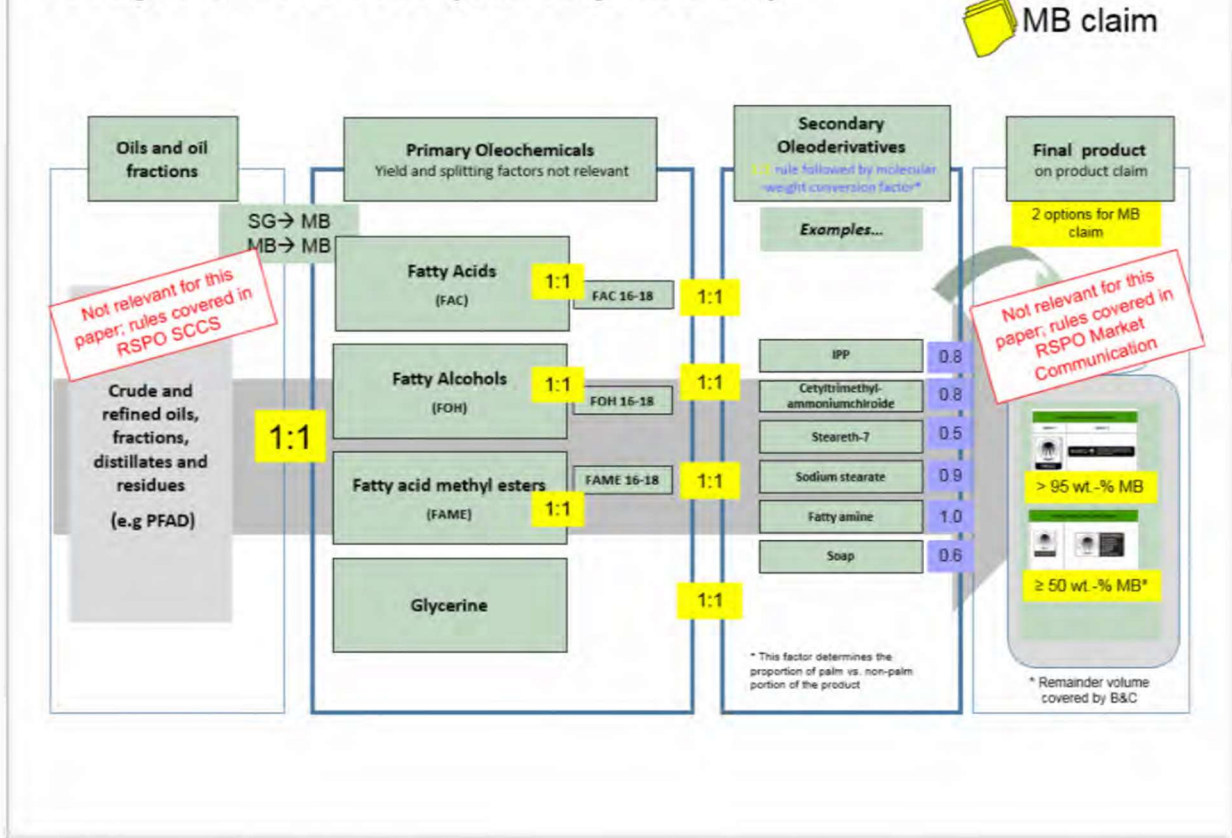 MB claim
Oils and oil
fractions
Primary Oleochemicals
Yield and splitting factors not relevant
Secondary
Oleoderivatives
1:1 rule followed by molecular
weight conversion factor*
Final product
on product claim
SG→ MB
MB→ MB
Examples...
2 options for MB
claim
Not relevant for this
paper; rules covered in
RSPO SCCS
Not relevant for this
paper; rules covered in
RSPO Market
Communication
Crude and
refined oils,
fractions,
distillates and
residues
(e.g PFAD)
1:1
Fatty Acids
(FAC)
1:1
FAC 16-18
1:1
Fatty Alcohols
(FOH)
1:1
FOH 16-18
1:1
Fatty acid methyl esters
(FAME)
1:1
FAME 16-18
1:1
Glycerine
1:1
IPP
0.8
Cetyltrimethyl-
ammoniumchlroide
0.8
Steareth-7
0.5
Sodium stearate
0.9
Fatty amine
1.0
Soap
0.6
* This factor determines the
proportion of palm vs. non-palm
portion of the product
> 95 wt.-% MB
≥ 50 wt.-% MB*
* Remainder volume
covered by B&C